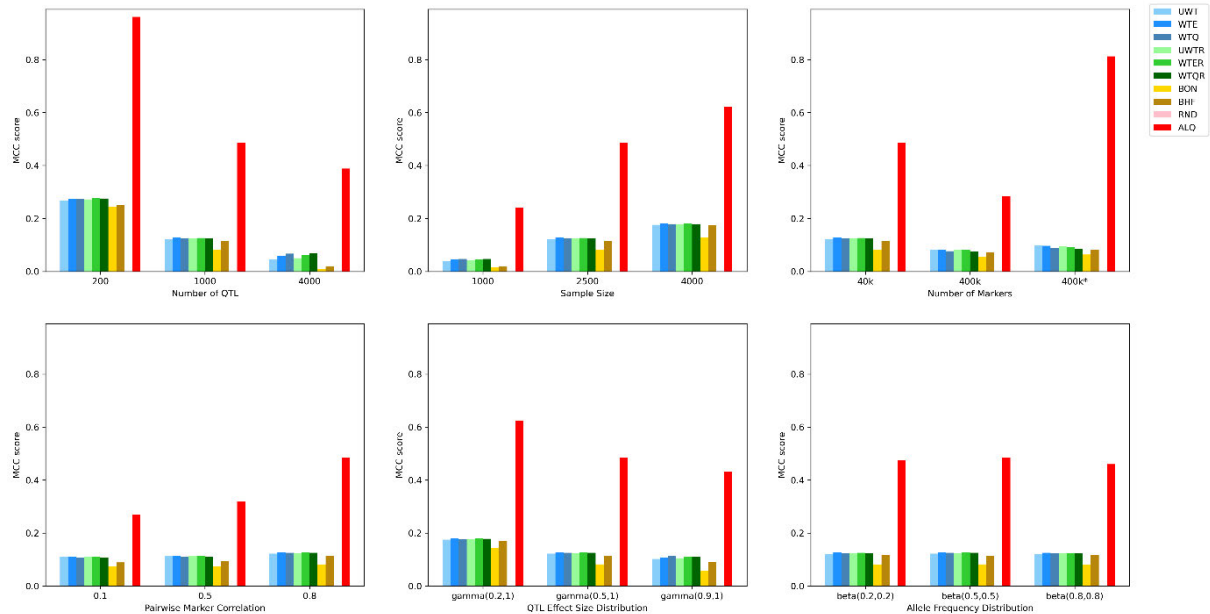 MCC score
0.8
0.6
0.4
0.2
0.0
200
1000
4000
Number of QTL
MCC score
0.8
0.6
0.4
0.2
0.0
1000
2500
4000
Sample Size
MCC score
0.8
0.6
0.4
0.2
0.0
40k
400k
400k*
Number of Markers
UWT
WTE
WTQ
UWTR
WTER
WTQR
BON
BHF
RND
ALQ
MCC score
0.8
0.6
0.4
0.2
0.0
0.1
0.5
0.8
Pairwise Marker Correlation
MCC score
0.8
0.6
0.4
0.2
0.0
gamma(0.2,1)
gamma(0.5,1)
gamma(0.9,1)
QTL Effect Size Distribution
MCC score
0.8
0.6
0.4
0.2
0.0
beta(0.2,0.2)
beta(0.5,0.5)
beta(0.8,0.8)
Allele Frequency Distribution